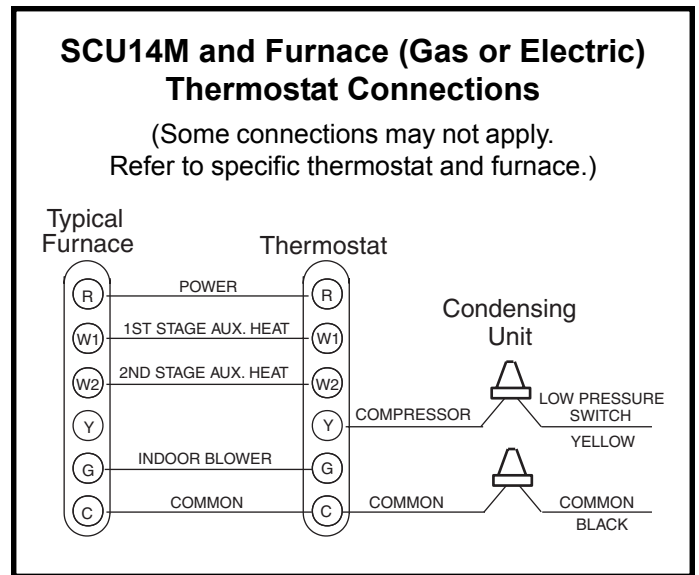 SCU14M and Furnace (Gas or Electric)
Thermostat Connections
(Some connections may not apply.
Refer to specific thermostat and furnace.)
Typical
Furnace
Thermostat
Condensing
Unit
R
POWER
R
W1
1ST STAGE AUX. HEAT
W1
W2
2ND STAGE AUX. HEAT
W2
Y
Y
COMPRESSOR
LOW PRESSURE
SWITCH
YELLOW
G
INDOOR BLOWER
G
C
COMMON
C
COMMON
COMMON
BLACK